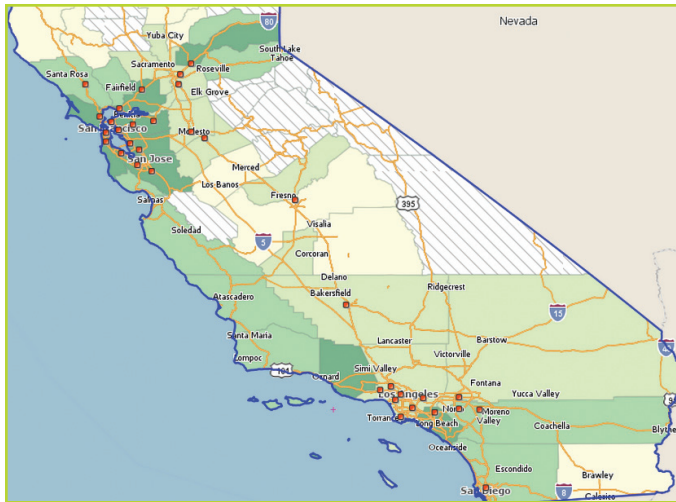 Nevada
80
Yuba City
South Lake
Tahoe
Sacramento
Roseville
Santa Rosa
Fairfield
Elk Grove
Modesto
San Jose
Merced
Los Banos
Salinas
Fresno
395
Soledad
Visalia
5
Corcoran
Delano
Ridgecrest
Bakersfield
Atascadero
15
Santa Maria
Lancaster
Barstow
Victorville
Lompoc
101
Oxnard
Simi Valley
Fontana
Los Angeles
Yucca Valley
Torrance
Moreno
Valley
Long Beach
Coachella
Blythe
Oceanside
Escondido
Brawley
San Diego
8
Calexico